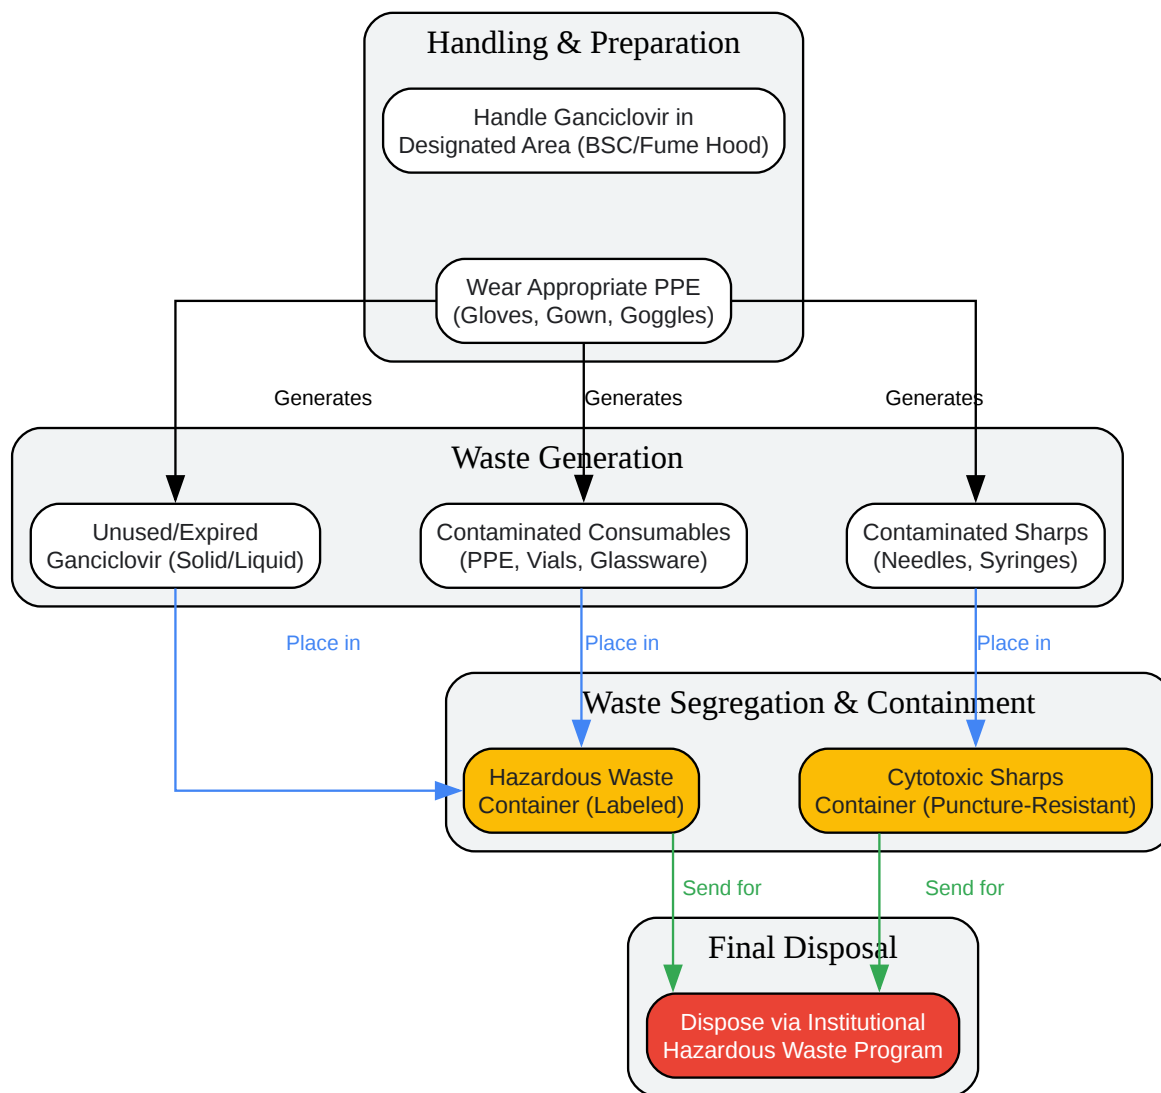 Handling & Preparation
Handle Ganciclovir in
Designated Area (BSC/Fume Hood)
Wear Appropriate PPE
(Gloves, Gown, Goggles)
Generates
Generates
Generates
Waste Generation
Unused/Expired
Ganciclovir (Solid/Liquid)
Contaminated Consumables
(PPE, Vials, Glassware)
Contaminated Sharps
(Needles, Syringes)
Place in
Place in
Place in
Waste Segregation & Containment
Hazardous Waste
Container (Labeled)
Cytotoxic Sharps
Container (Puncture-Resistant)
Send for
Send for
Final Disposal
Dispose via Institutional
Hazardous Waste Program